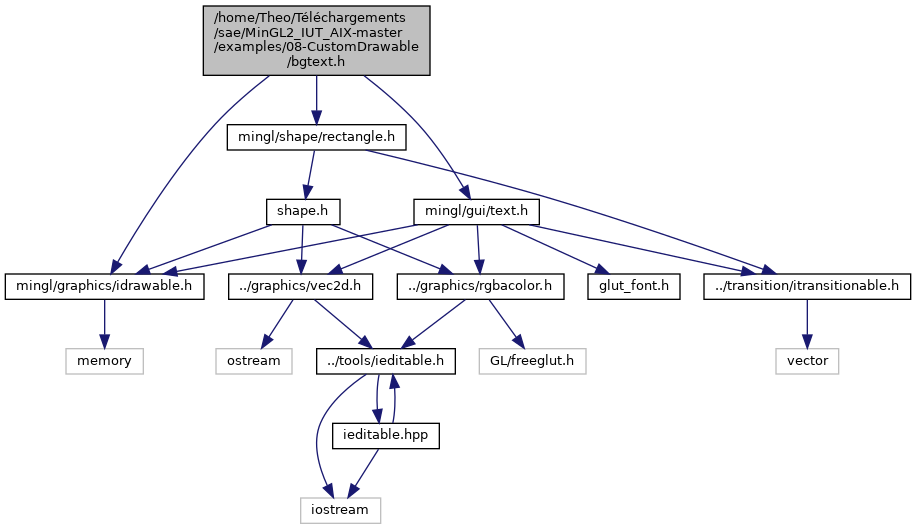 /home/Theo/Téléchargements
/sae/MinGL2_IUT_AIX-master
/examples/08-CustomDrawable
/bgtext.h
mingl/shape/rectangle.h
shape.h
mingl/gui/text.h
mingl/graphics/idrawable.h
../graphics/vec2d.h
../graphics/rgbacolor.h
glut_font.h
../transition/itransitionable.h
memory
ostream
../tools/ieditable.h
GL/freeglut.h
vector
ieditable.hpp
iostream